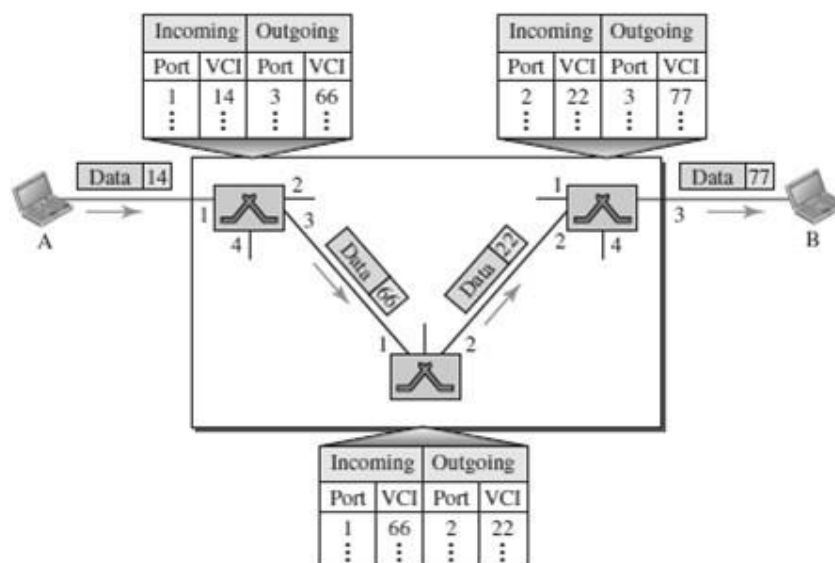 Incoming Outgoing
Port VCI Port VCI
1 14 3 66
⋮ ⋮ ⋮ ⋮
Incoming Outgoing
Port VCI Port VCI
2 22 3 77
⋮ ⋮ ⋮ ⋮
Data 14
A
1
2
3
4
Data 66
Data 22
1
2
3
4
Data 77
B
1
2
Incoming Outgoing
Port VCI Port VCI
1 66 2 22
⋮ ⋮ ⋮ ⋮